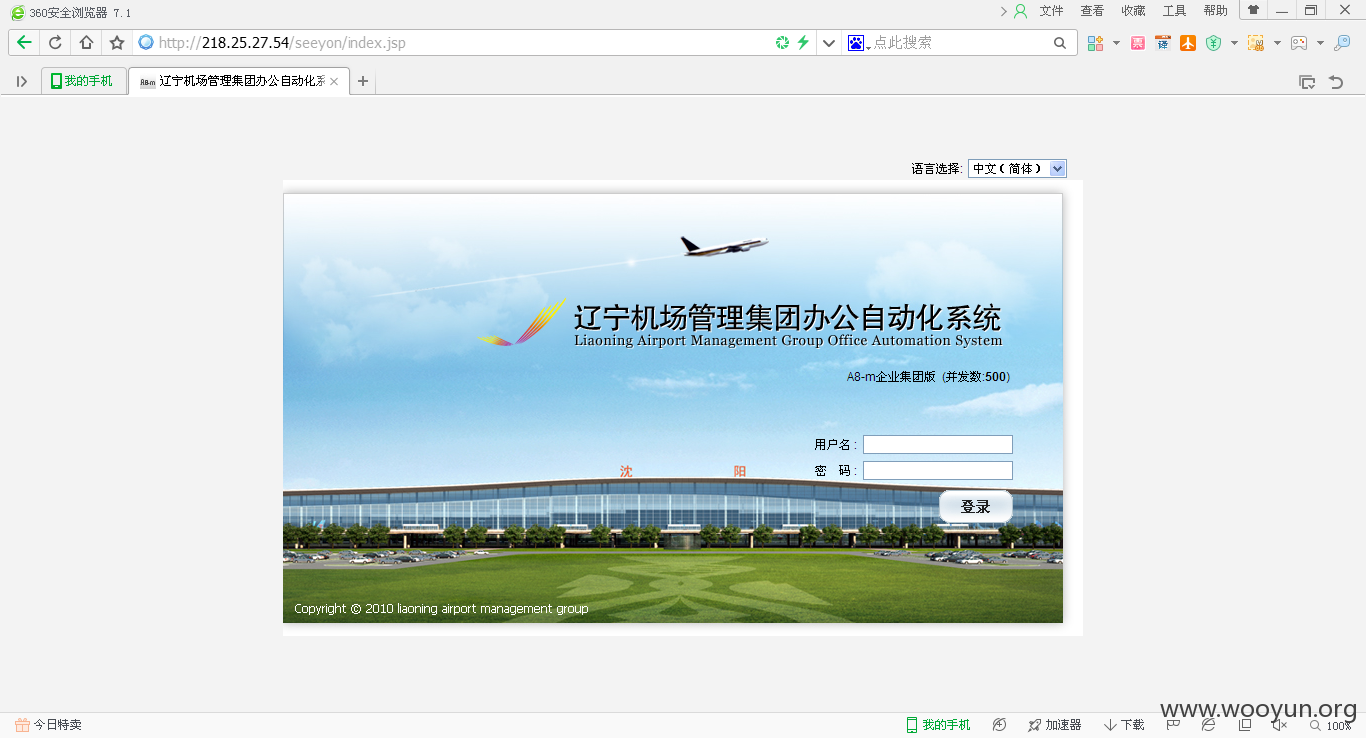 360安全浏览器 7.1
文件 查看 收藏 工具 帮助
http://218.25.27.54/seeyon/index.jsp
点此搜索
我的手机
A8-m 辽宁机场管理集团办公自动化系
语言选择: 中文（简体）
辽宁机场管理集团办公自动化系统
Liaoning Airport Management Group Office Automation System
A8-m企业集团版 (并发数:500)
用户名：
沈 阳
密 码：
登录
Copyright © 2010 liaoning airport management group
www.wooyun.org
今日特卖
我的手机
加速器
下载
100%